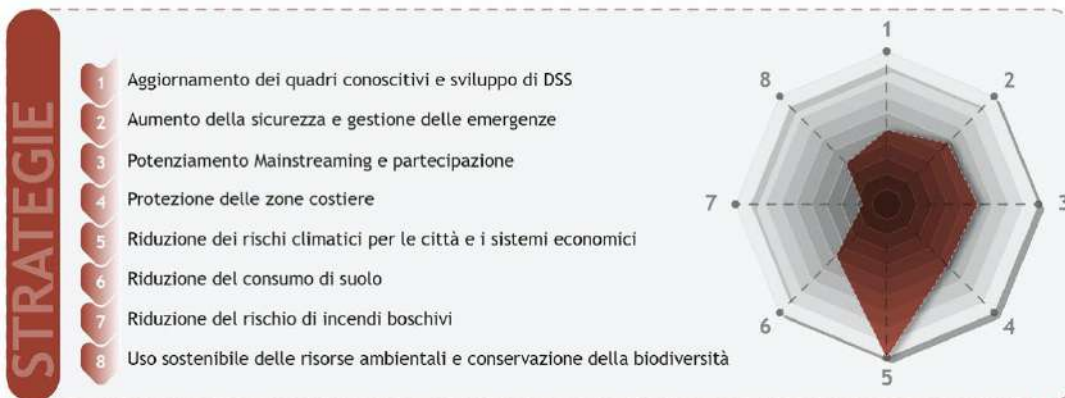 STRATEGIE
1 Aggiornamento dei quadri conoscitivi e sviluppo di DSS
2 Aumento della sicurezza e gestione delle emergenze
3 Potenziamento Mainstreaming e partecipazione
4 Protezione delle zone costiere
5 Riduzione dei rischi climatici per le città e i sistemi economici
6 Riduzione del consumo di suolo
7 Riduzione del rischio di incendi boschivi
8 Uso sostenibile delle risorse ambientali e conservazione della biodiversità
1
2
3
4
5
6
7
8